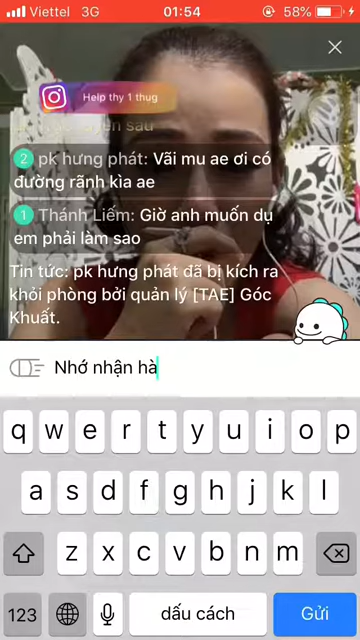 Viettel 3G 01:54 58%
Help thy 1 thụg
2 pk hưng phát: Vãi mu ae ơi có
đường rãnh kìa ae
1 Thánh Liếm: Giờ anh muốn dụ
em phải làm sao
Tin tức: pk hưng phát đã bị kích ra
khỏi phòng bởi quản lý [TAE] Góc
Khuất.
Nhớ nhận hà
q w e r t y u i o p
a s d f g h j k l
z x c v b n m
123 dấu cách Gửi